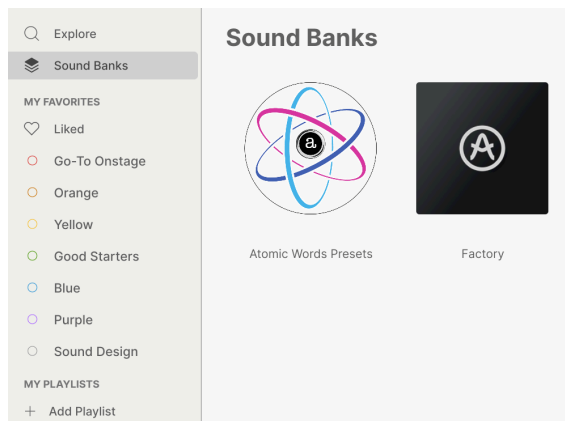 Explore
Sound Banks
MY FAVORITES
Liked
Go-To Onstage
Orange
Yellow
Good Starters
Blue
Purple
Sound Design
MY PLAYLISTS
Add Playlist
Sound Banks
a
Atomic Words Presets
Factory